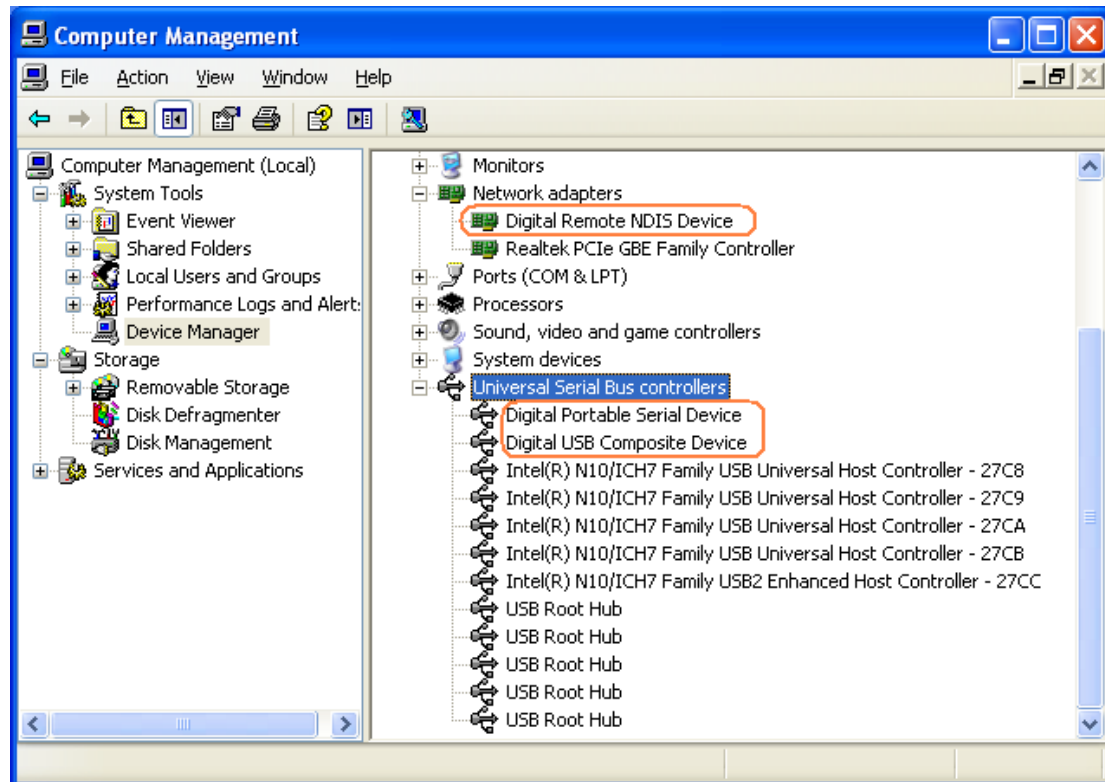 Computer Management
File Action View Window Help
Computer Management (Local)
System Tools
Event Viewer
Shared Folders
Local Users and Groups
Performance Logs and Alert:
Device Manager
Storage
Removable Storage
Disk Defragmenter
Disk Management
Services and Applications
Monitors
Network adapters
Digital Remote NDIS Device
Realtek PCIe GBE Family Controller
Ports (COM & LPT)
Processors
Sound, video and game controllers
System devices
Universal Serial Bus controllers
Digital Portable Serial Device
Digital USB Composite Device
Intel(R) N10/ICH7 Family USB Universal Host Controller - 27C8
Intel(R) N10/ICH7 Family USB Universal Host Controller - 27C9
Intel(R) N10/ICH7 Family USB Universal Host Controller - 27CA
Intel(R) N10/ICH7 Family USB Universal Host Controller - 27CB
Intel(R) N10/ICH7 Family USB2 Enhanced Host Controller - 27CC
USB Root Hub
USB Root Hub
USB Root Hub
USB Root Hub
USB Root Hub